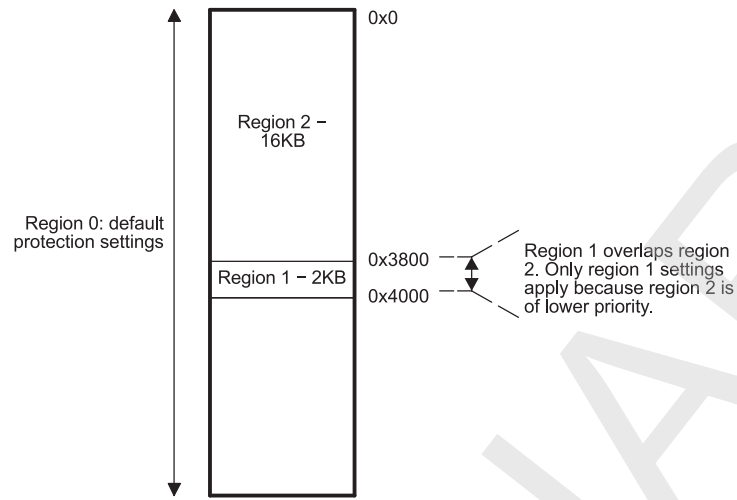 0x0
Region 2 –
16KB
Region 0: default
protection settings
0x3800
Region 1 – 2KB
0x4000
Region 1 overlaps region
2. Only region 1 settings
apply because region 2 is
of lower priority.